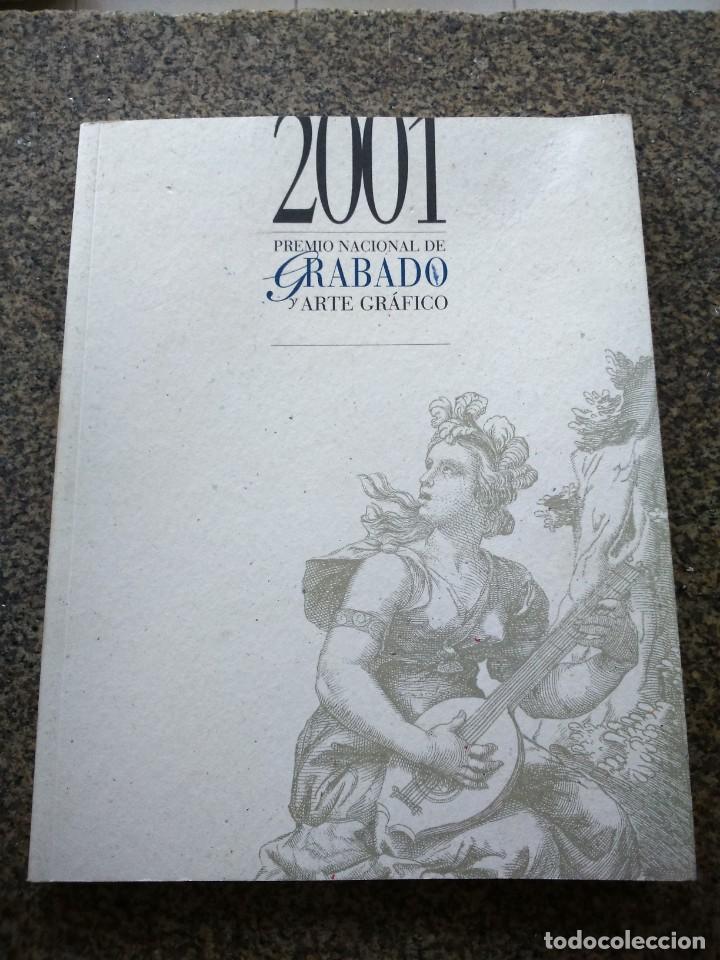 2001
PREMIO NACIONAL DE
GRABADO
y ARTE GRÁFICO
todocoleccion